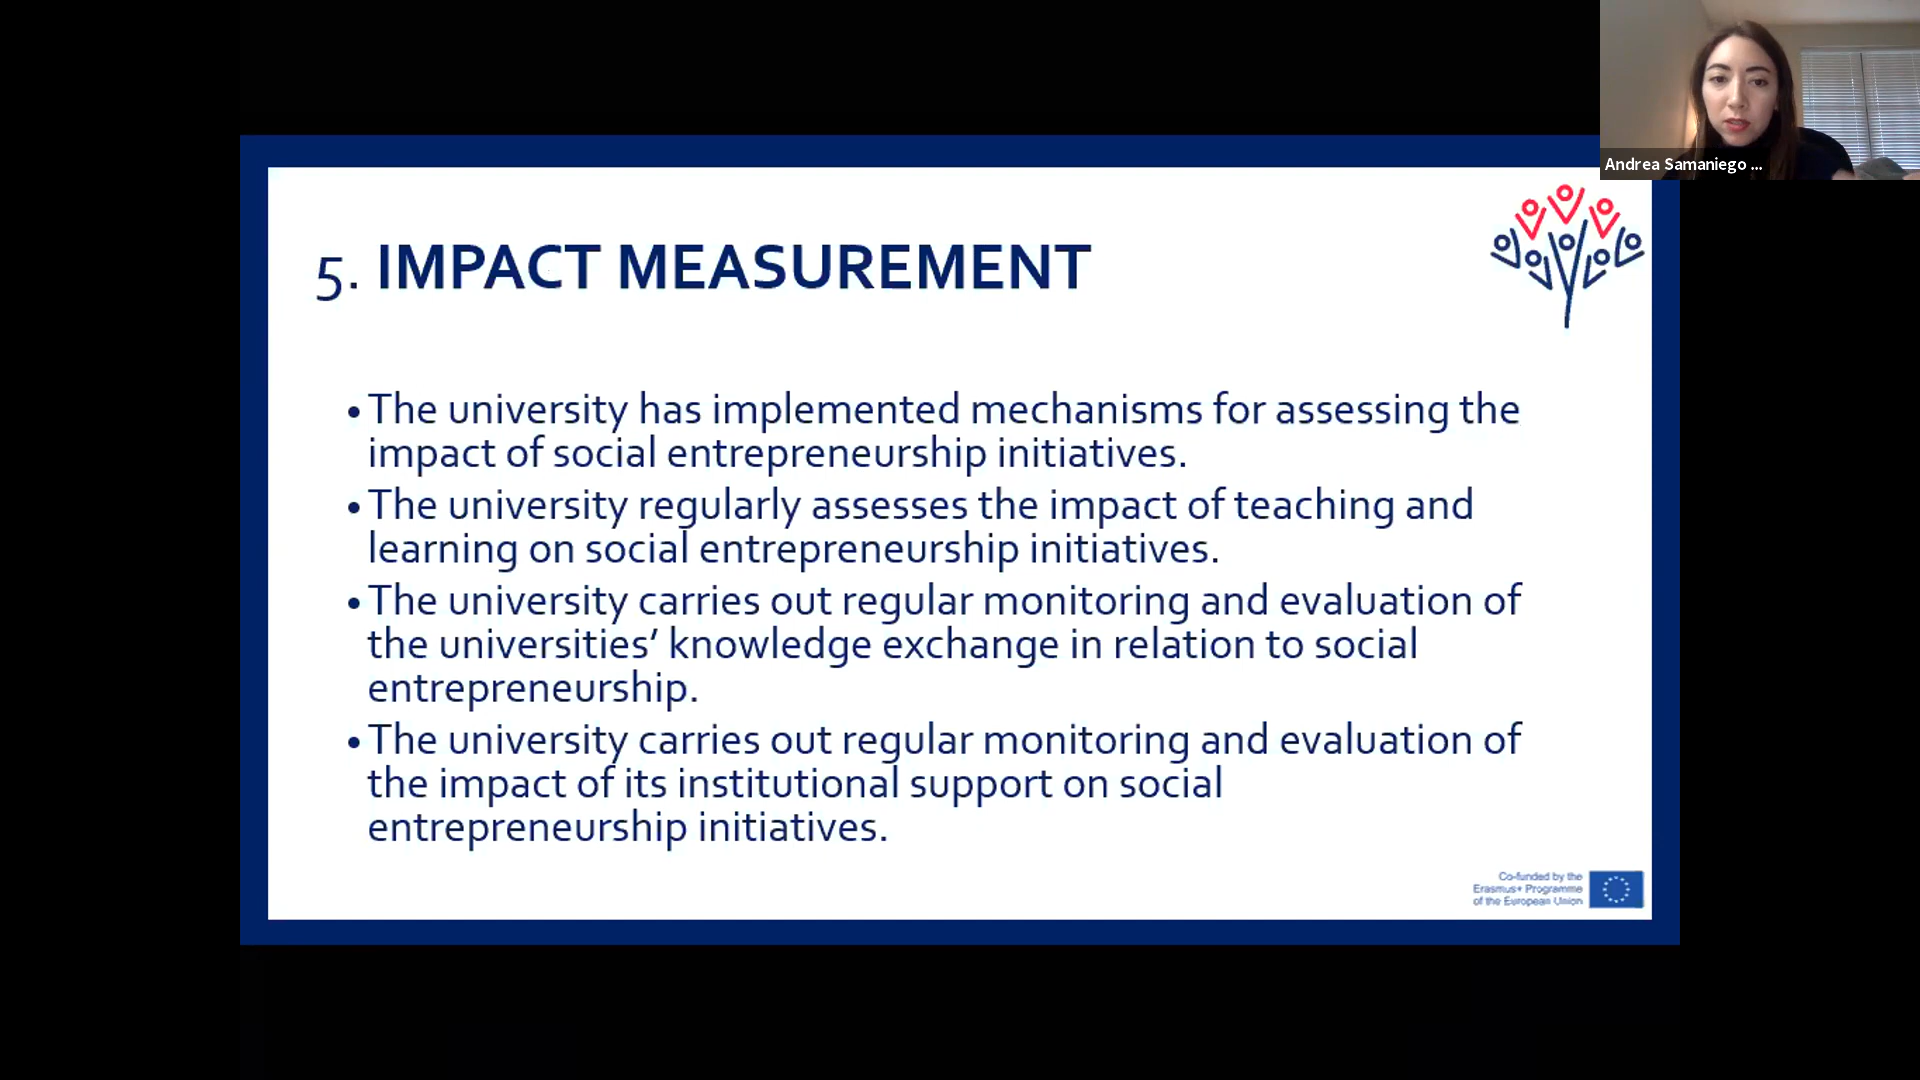 Andrea Samaniego ...
5. IMPACT MEASUREMENT
• The university has implemented mechanisms for assessing the
impact of social entrepreneurship initiatives.
• The university regularly assesses the impact of teaching and
learning on social entrepreneurship initiatives.
• The university carries out regular monitoring and evaluation of
the universities’ knowledge exchange in relation to social
entrepreneurship.
• The university carries out regular monitoring and evaluation of
the impact of its institutional support on social
entrepreneurship initiatives.
Co-funded by the
Erasmus+ Programme
of the European Union